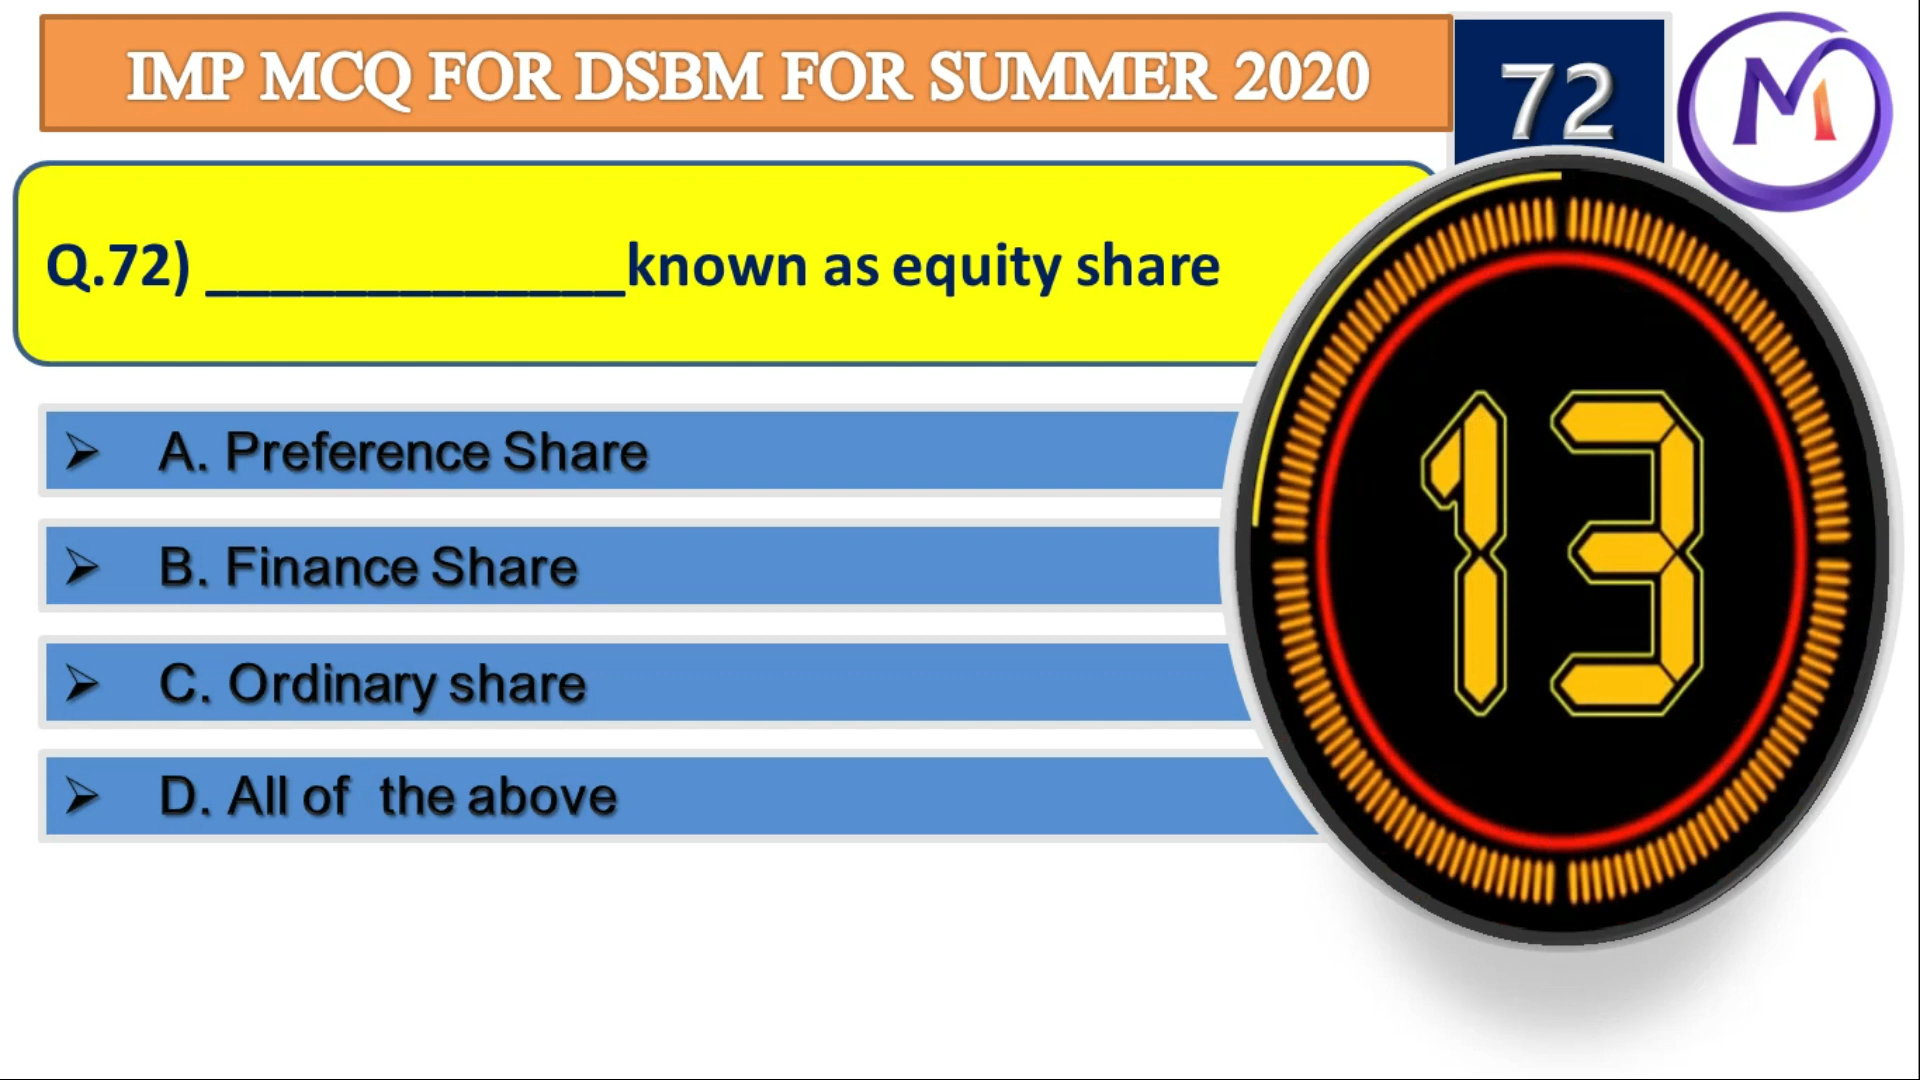 IMP MCQ FOR DSBM FOR SUMMER 2020
72
M
Q.72) _____________known as equity share
➢ A. Preference Share
➢ B. Finance Share
➢ C. Ordinary share
➢ D. All of the above
13